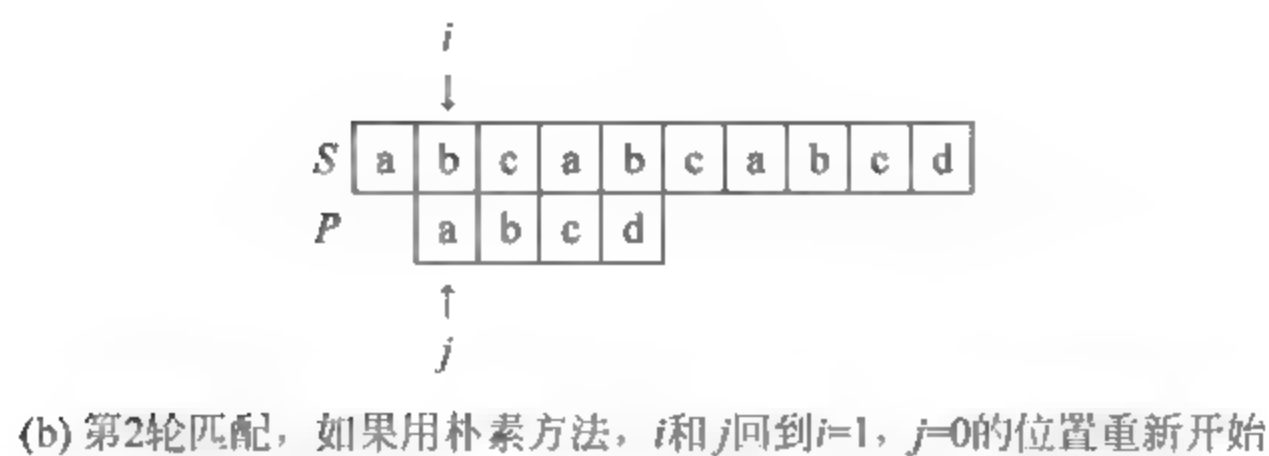 i
↓
S a b c a b c a b c d
P a b c d
↑
j
(b) 第2轮匹配，如果用朴素方法，i和j回到i=1，j=0的位置重新开始